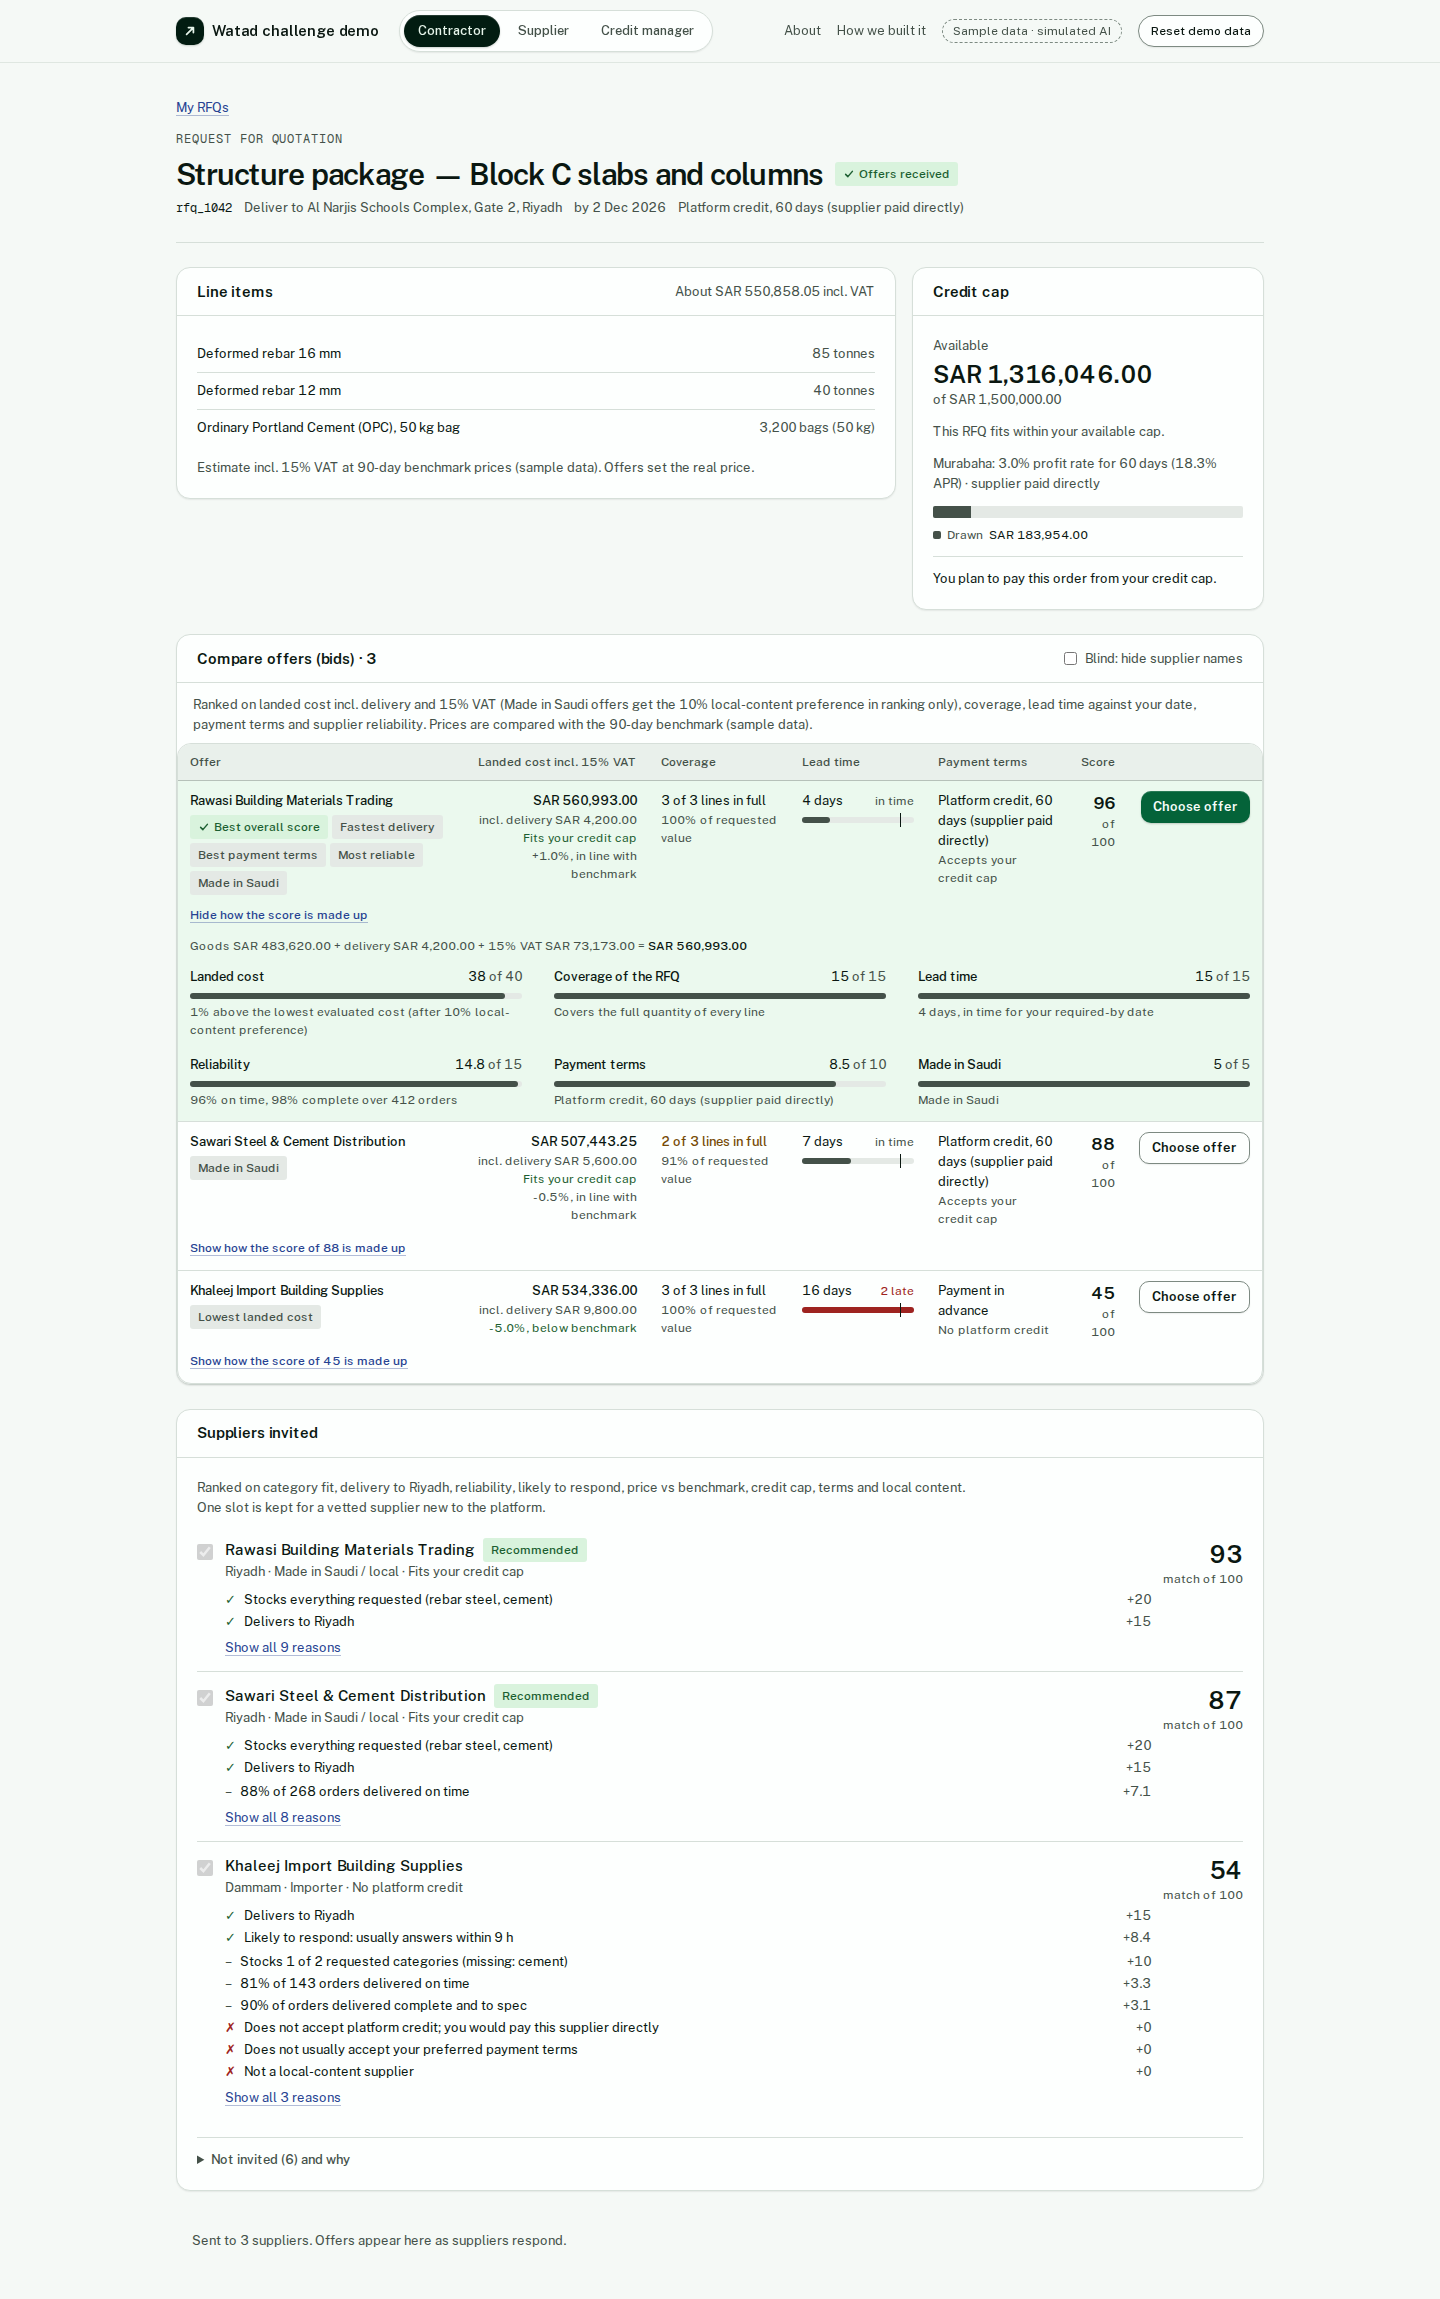 Watad challenge demo
Contractor
Supplier
Credit manager
About
How we built it
Sample data · simulated AI
Reset demo data
My RFQs
REQUEST FOR QUOTATION
Structure package — Block C slabs and columns
✓ Offers received
rfq_1042 Deliver to Al Narjis Schools Complex, Gate 2, Riyadh by 2 Dec 2026 Platform credit, 60 days (supplier paid directly)
Line items
About SAR 550,858.05 incl. VAT
Deformed rebar 16 mm
85 tonnes
Deformed rebar 12 mm
40 tonnes
Ordinary Portland Cement (OPC), 50 kg bag
3,200 bags (50 kg)
Estimate incl. 15% VAT at 90-day benchmark prices (sample data). Offers set the real price.
Credit cap
Available
SAR 1,316,046.00
of SAR 1,500,000.00
This RFQ fits within your available cap.
Murabaha: 3.0% profit rate for 60 days (18.3%
APR) · supplier paid directly
Drawn SAR 183,954.00
You plan to pay this order from your credit cap.
Compare offers (bids) · 3
Blind: hide supplier names
Ranked on landed cost incl. delivery and 15% VAT (Made in Saudi offers get the 10% local-content preference in ranking only), coverage, lead time against your date,
payment terms and supplier reliability. Prices are compared with the 90-day benchmark (sample data).
Offer
Landed cost incl. 15% VAT
Coverage
Lead time
Payment terms
Score
Rawasi Building Materials Trading
✓ Best overall score
Fastest delivery
Best payment terms
Most reliable
Made in Saudi
SAR 560,993.00
incl. delivery SAR 4,200.00
Fits your credit cap
+1.0%, in line with
benchmark
3 of 3 lines in full
100% of requested
value
4 days
in time
Platform credit, 60
days (supplier paid
directly)
Accepts your
credit cap
96
of
100
Choose offer
Hide how the score is made up
Goods SAR 483,620.00 + delivery SAR 4,200.00 + 15% VAT SAR 73,173.00 = SAR 560,993.00
Landed cost
38 of 40
1% above the lowest evaluated cost (after 10% local-
content preference)
Coverage of the RFQ
15 of 15
Covers the full quantity of every line
Lead time
15 of 15
4 days, in time for your required-by date
Reliability
14.8 of 15
96% on time, 98% complete over 412 orders
Payment terms
8.5 of 10
Platform credit, 60 days (supplier paid directly)
Made in Saudi
5 of 5
Made in Saudi
Sawari Steel & Cement Distribution
Made in Saudi
SAR 507,443.25
incl. delivery SAR 5,600.00
Fits your credit cap
-0.5%, in line with
benchmark
2 of 3 lines in full
91% of requested
value
7 days
in time
Platform credit, 60
days (supplier paid
directly)
Accepts your
credit cap
88
of
100
Choose offer
Show how the score of 88 is made up
Khaleej Import Building Supplies
Lowest landed cost
SAR 534,336.00
incl. delivery SAR 9,800.00
-5.0%, below benchmark
3 of 3 lines in full
100% of requested
value
16 days
2 late
Payment in
advance
No platform credit
45
of
100
Choose offer
Show how the score of 45 is made up
Suppliers invited
Ranked on category fit, delivery to Riyadh, reliability, likely to respond, price vs benchmark, credit cap, terms and local content.
One slot is kept for a vetted supplier new to the platform.
Rawasi Building Materials Trading
Recommended
93
match of 100
Riyadh · Made in Saudi / local · Fits your credit cap
✓ Stocks everything requested (rebar steel, cement)
+20
✓ Delivers to Riyadh
+15
Show all 9 reasons
Sawari Steel & Cement Distribution
Recommended
87
match of 100
Riyadh · Made in Saudi / local · Fits your credit cap
✓ Stocks everything requested (rebar steel, cement)
+20
✓ Delivers to Riyadh
+15
– 88% of 268 orders delivered on time
+7.1
Show all 8 reasons
Khaleej Import Building Supplies
54
match of 100
Dammam · Importer · No platform credit
✓ Delivers to Riyadh
+15
✓ Likely to respond: usually answers within 9 h
+8.4
– Stocks 1 of 2 requested categories (missing: cement)
+10
– 81% of 143 orders delivered on time
+3.3
– 90% of orders delivered complete and to spec
+3.1
✗ Does not accept platform credit; you would pay this supplier directly
+0
✗ Does not usually accept your preferred payment terms
+0
✗ Not a local-content supplier
+0
Show all 3 reasons
Not invited (6) and why
Sent to 3 suppliers. Offers appear here as suppliers respond.